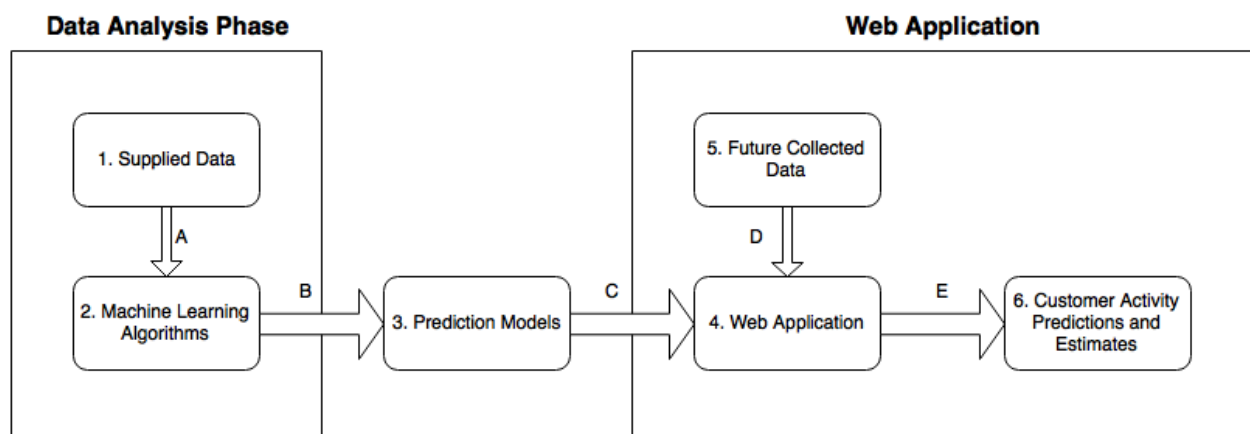 Data Analysis Phase
Web Application
1. Supplied Data
5. Future Collected
Data
A
D
B
C
E
2. Machine Learning
Algorithms
3. Prediction Models
4. Web Application
6. Customer Activity
Predictions and
Estimates